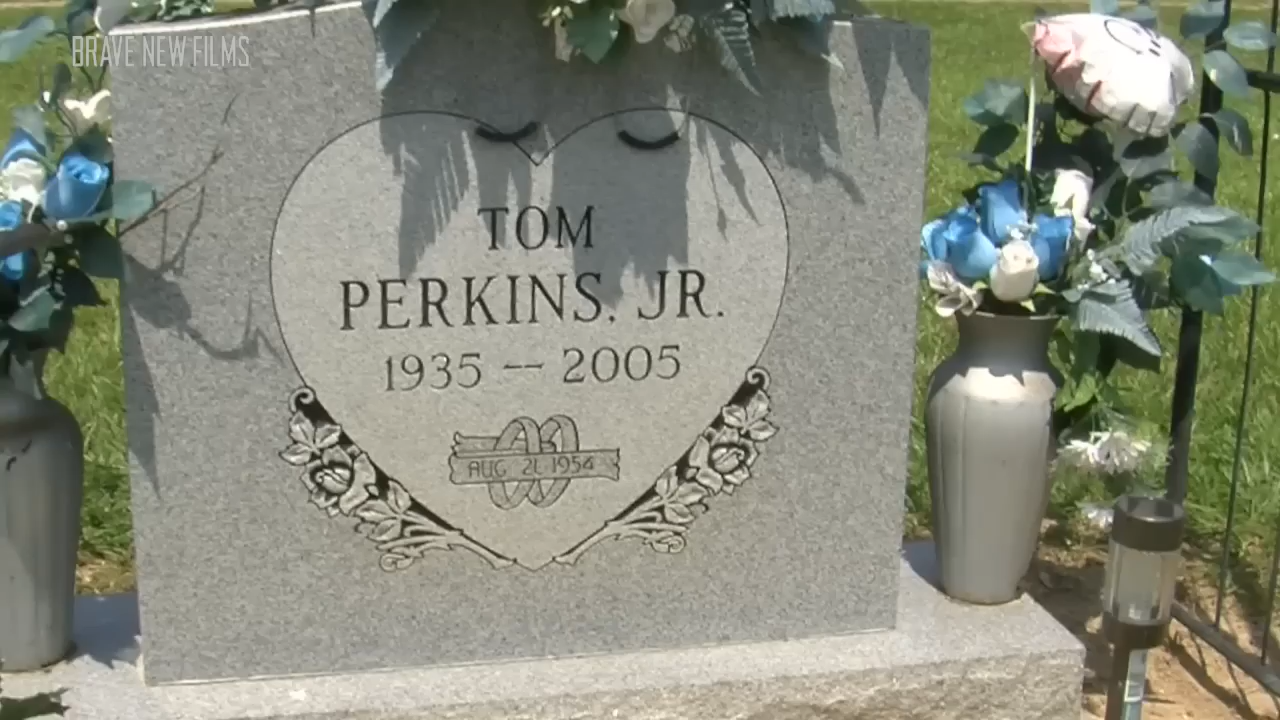 BRAVE NEW FILMS
TOM
PERKINS, JR.
1935 — 2005
AUG 21 1954